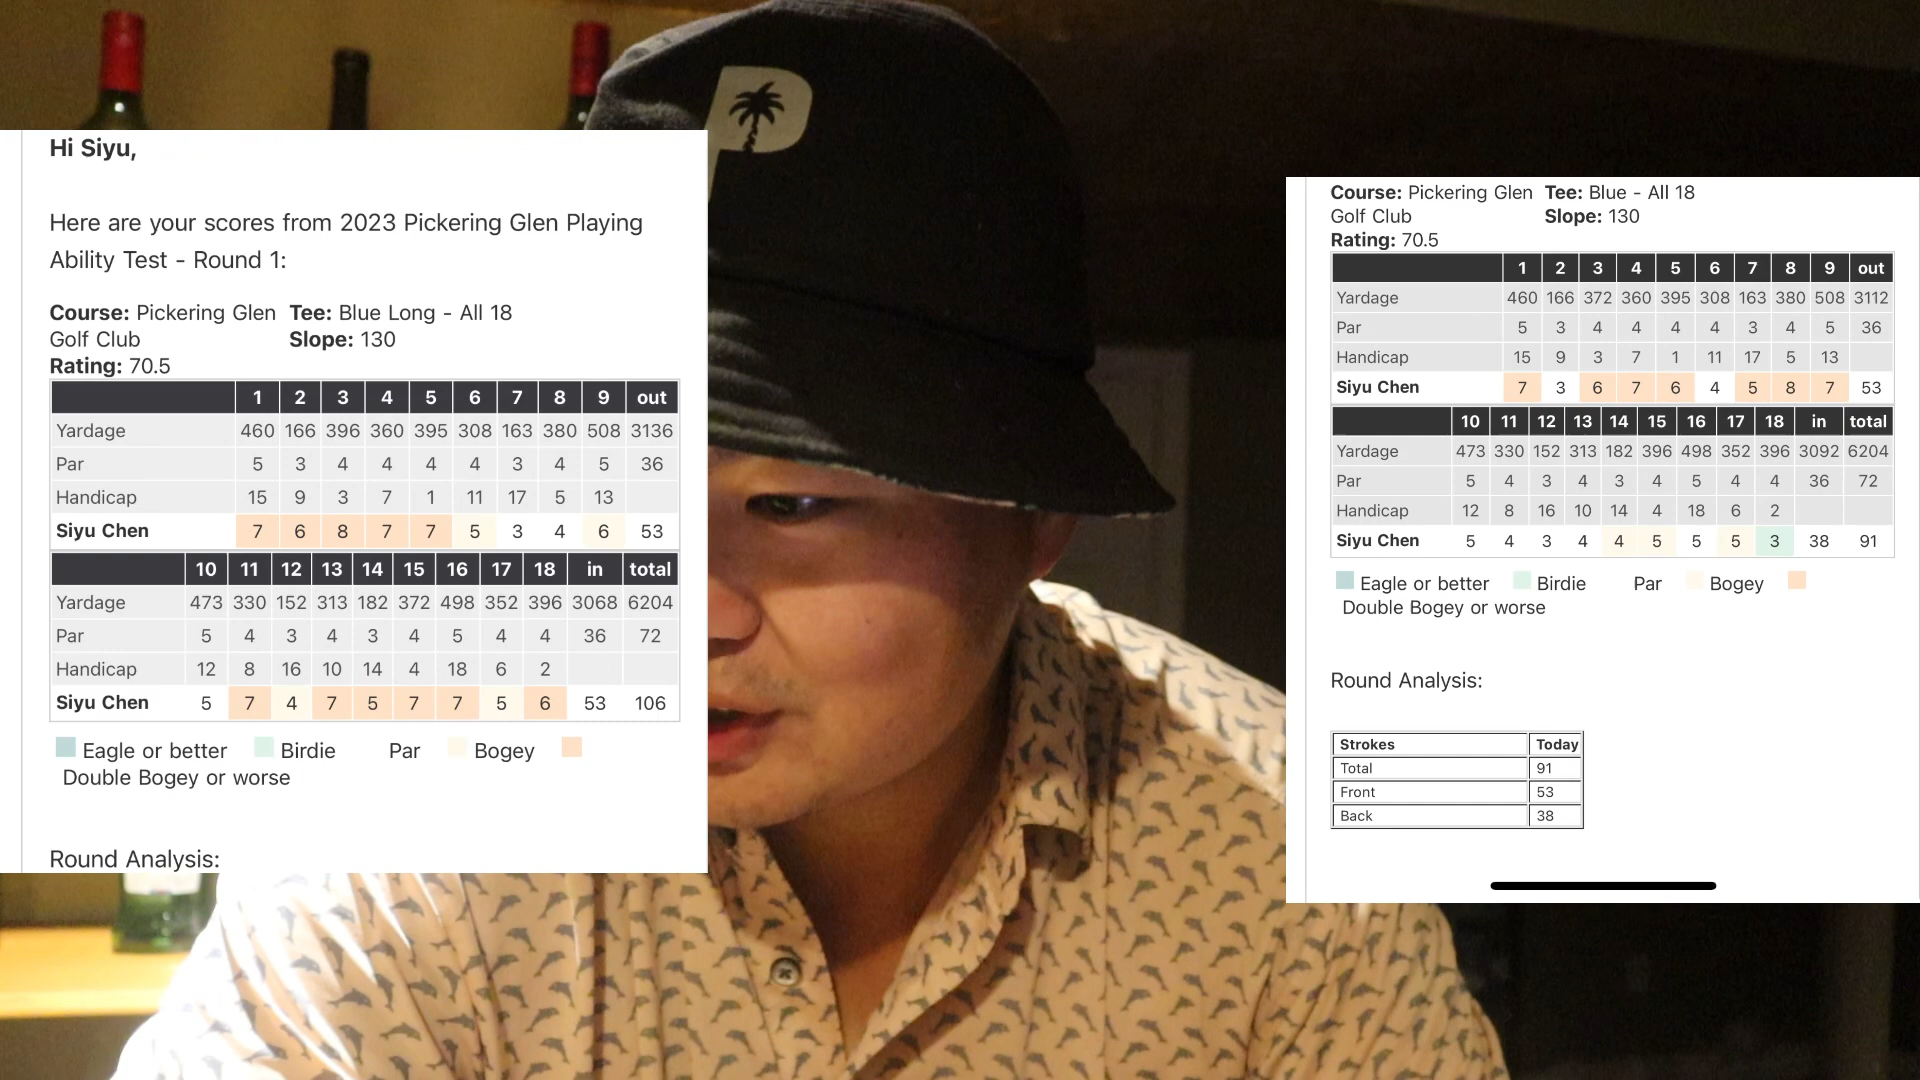 P
Hi Siyu,
Here are your scores from 2023 Pickering Glen Playing
Ability Test - Round 1:
Course: Pickering Glen Tee: Blue Long - All 18
Golf Club Slope: 130
Rating: 70.5
1 2 3 4 5 6 7 8 9 out
Yardage 460 166 396 360 395 308 163 380 508 3136
Par 5 3 4 4 4 4 3 4 5 36
Handicap 15 9 3 7 1 11 17 5 13
Siyu Chen 7 6 8 7 7 5 3 4 6 53
10 11 12 13 14 15 16 17 18 in total
Yardage 473 330 152 313 182 372 498 352 396 3068 6204
Par 5 4 3 4 3 4 5 4 4 36 72
Handicap 12 8 16 10 14 4 18 6 2
Siyu Chen 5 7 4 7 5 7 7 5 6 53 106
Eagle or better Birdie Par Bogey
Double Bogey or worse
Round Analysis:
Course: Pickering Glen Tee: Blue - All 18
Golf Club Slope: 130
Rating: 70.5
1 2 3 4 5 6 7 8 9 out
Yardage 460 166 372 360 395 308 163 380 508 3112
Par 5 3 4 4 4 4 3 4 5 36
Handicap 15 9 3 7 1 11 17 5 13
Siyu Chen 7 3 6 7 6 4 5 8 7 53
10 11 12 13 14 15 16 17 18 in total
Yardage 473 330 152 313 182 396 498 352 396 3092 6204
Par 5 4 3 4 3 4 5 4 4 36 72
Handicap 12 8 16 10 14 4 18 6 2
Siyu Chen 5 4 3 4 4 5 5 5 3 38 91
Eagle or better Birdie Par Bogey
Double Bogey or worse
Round Analysis:
Strokes Today
Total 91
Front 53
Back 38